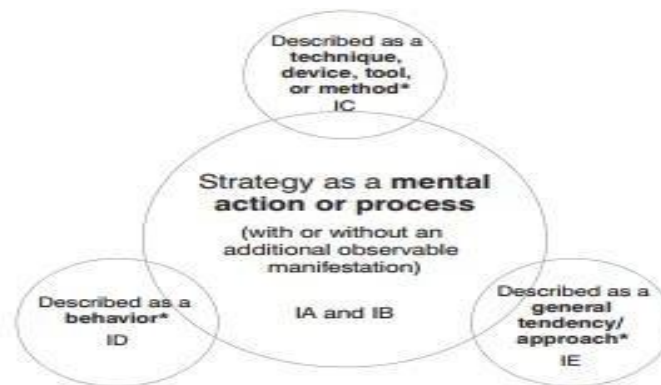 Described as a
technique,
device, tool,
or method*
IC
Strategy as a mental
action or process
(with or without an
additional observable
manifestation)
IA and IB
Described as a
behavior*
ID
Described as a
general
tendency/
approach*
IE